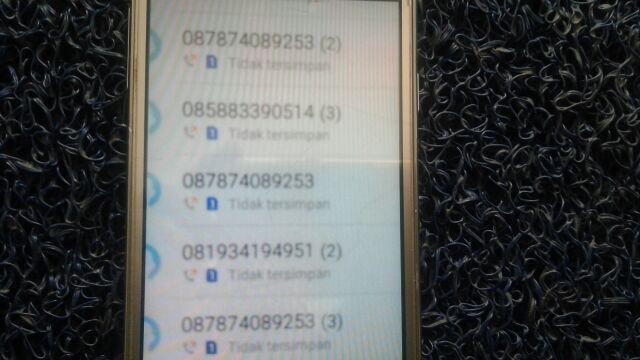 087874089253 (2)
Tidak tersimpan
085883390514 (3)
Tidak tersimpan
087874089253
Tidak tersimpan
081934194951 (2)
Tidak tersimpan
087874089253 (3)
Tidak tersimpan